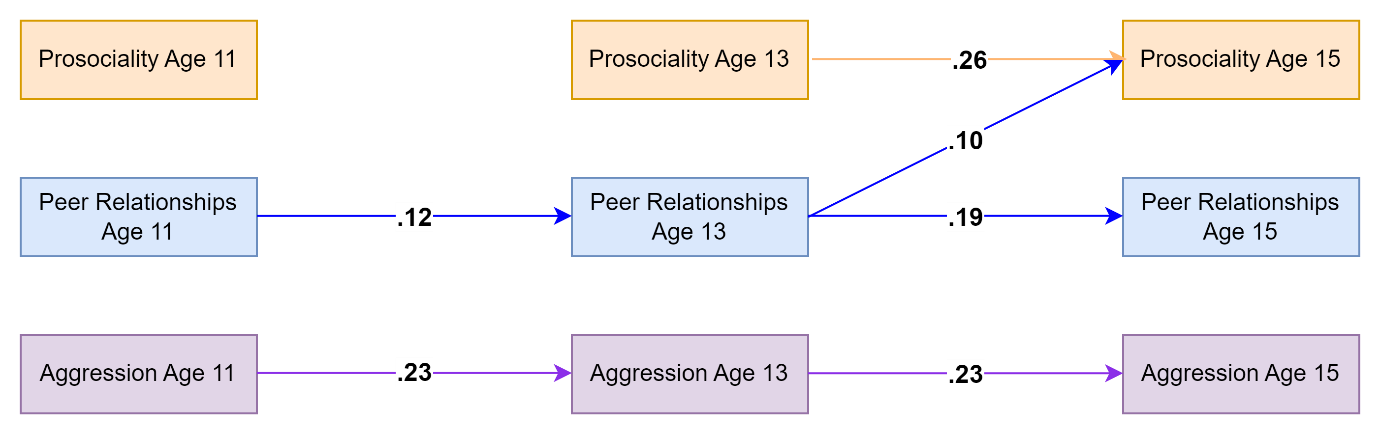 Prosociality Age 11
Prosociality Age 13
.26
Prosociality Age 15
.10
Peer Relationships
Age 11
.12
Peer Relationships
Age 13
.19
Peer Relationships
Age 15
Aggression Age 11
.23
Aggression Age 13
.23
Aggression Age 15